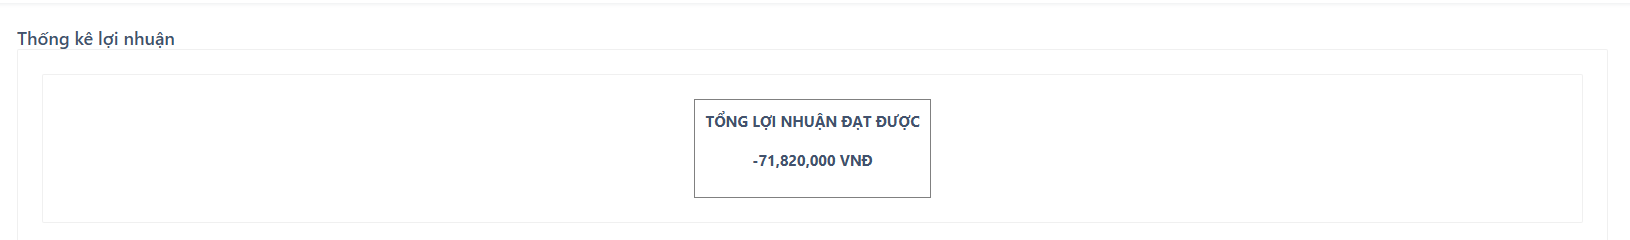 Thống kê lợi nhuận
TỔNG LỢI NHUẬN ĐẠT ĐƯỢC
-71,820,000 VNĐ